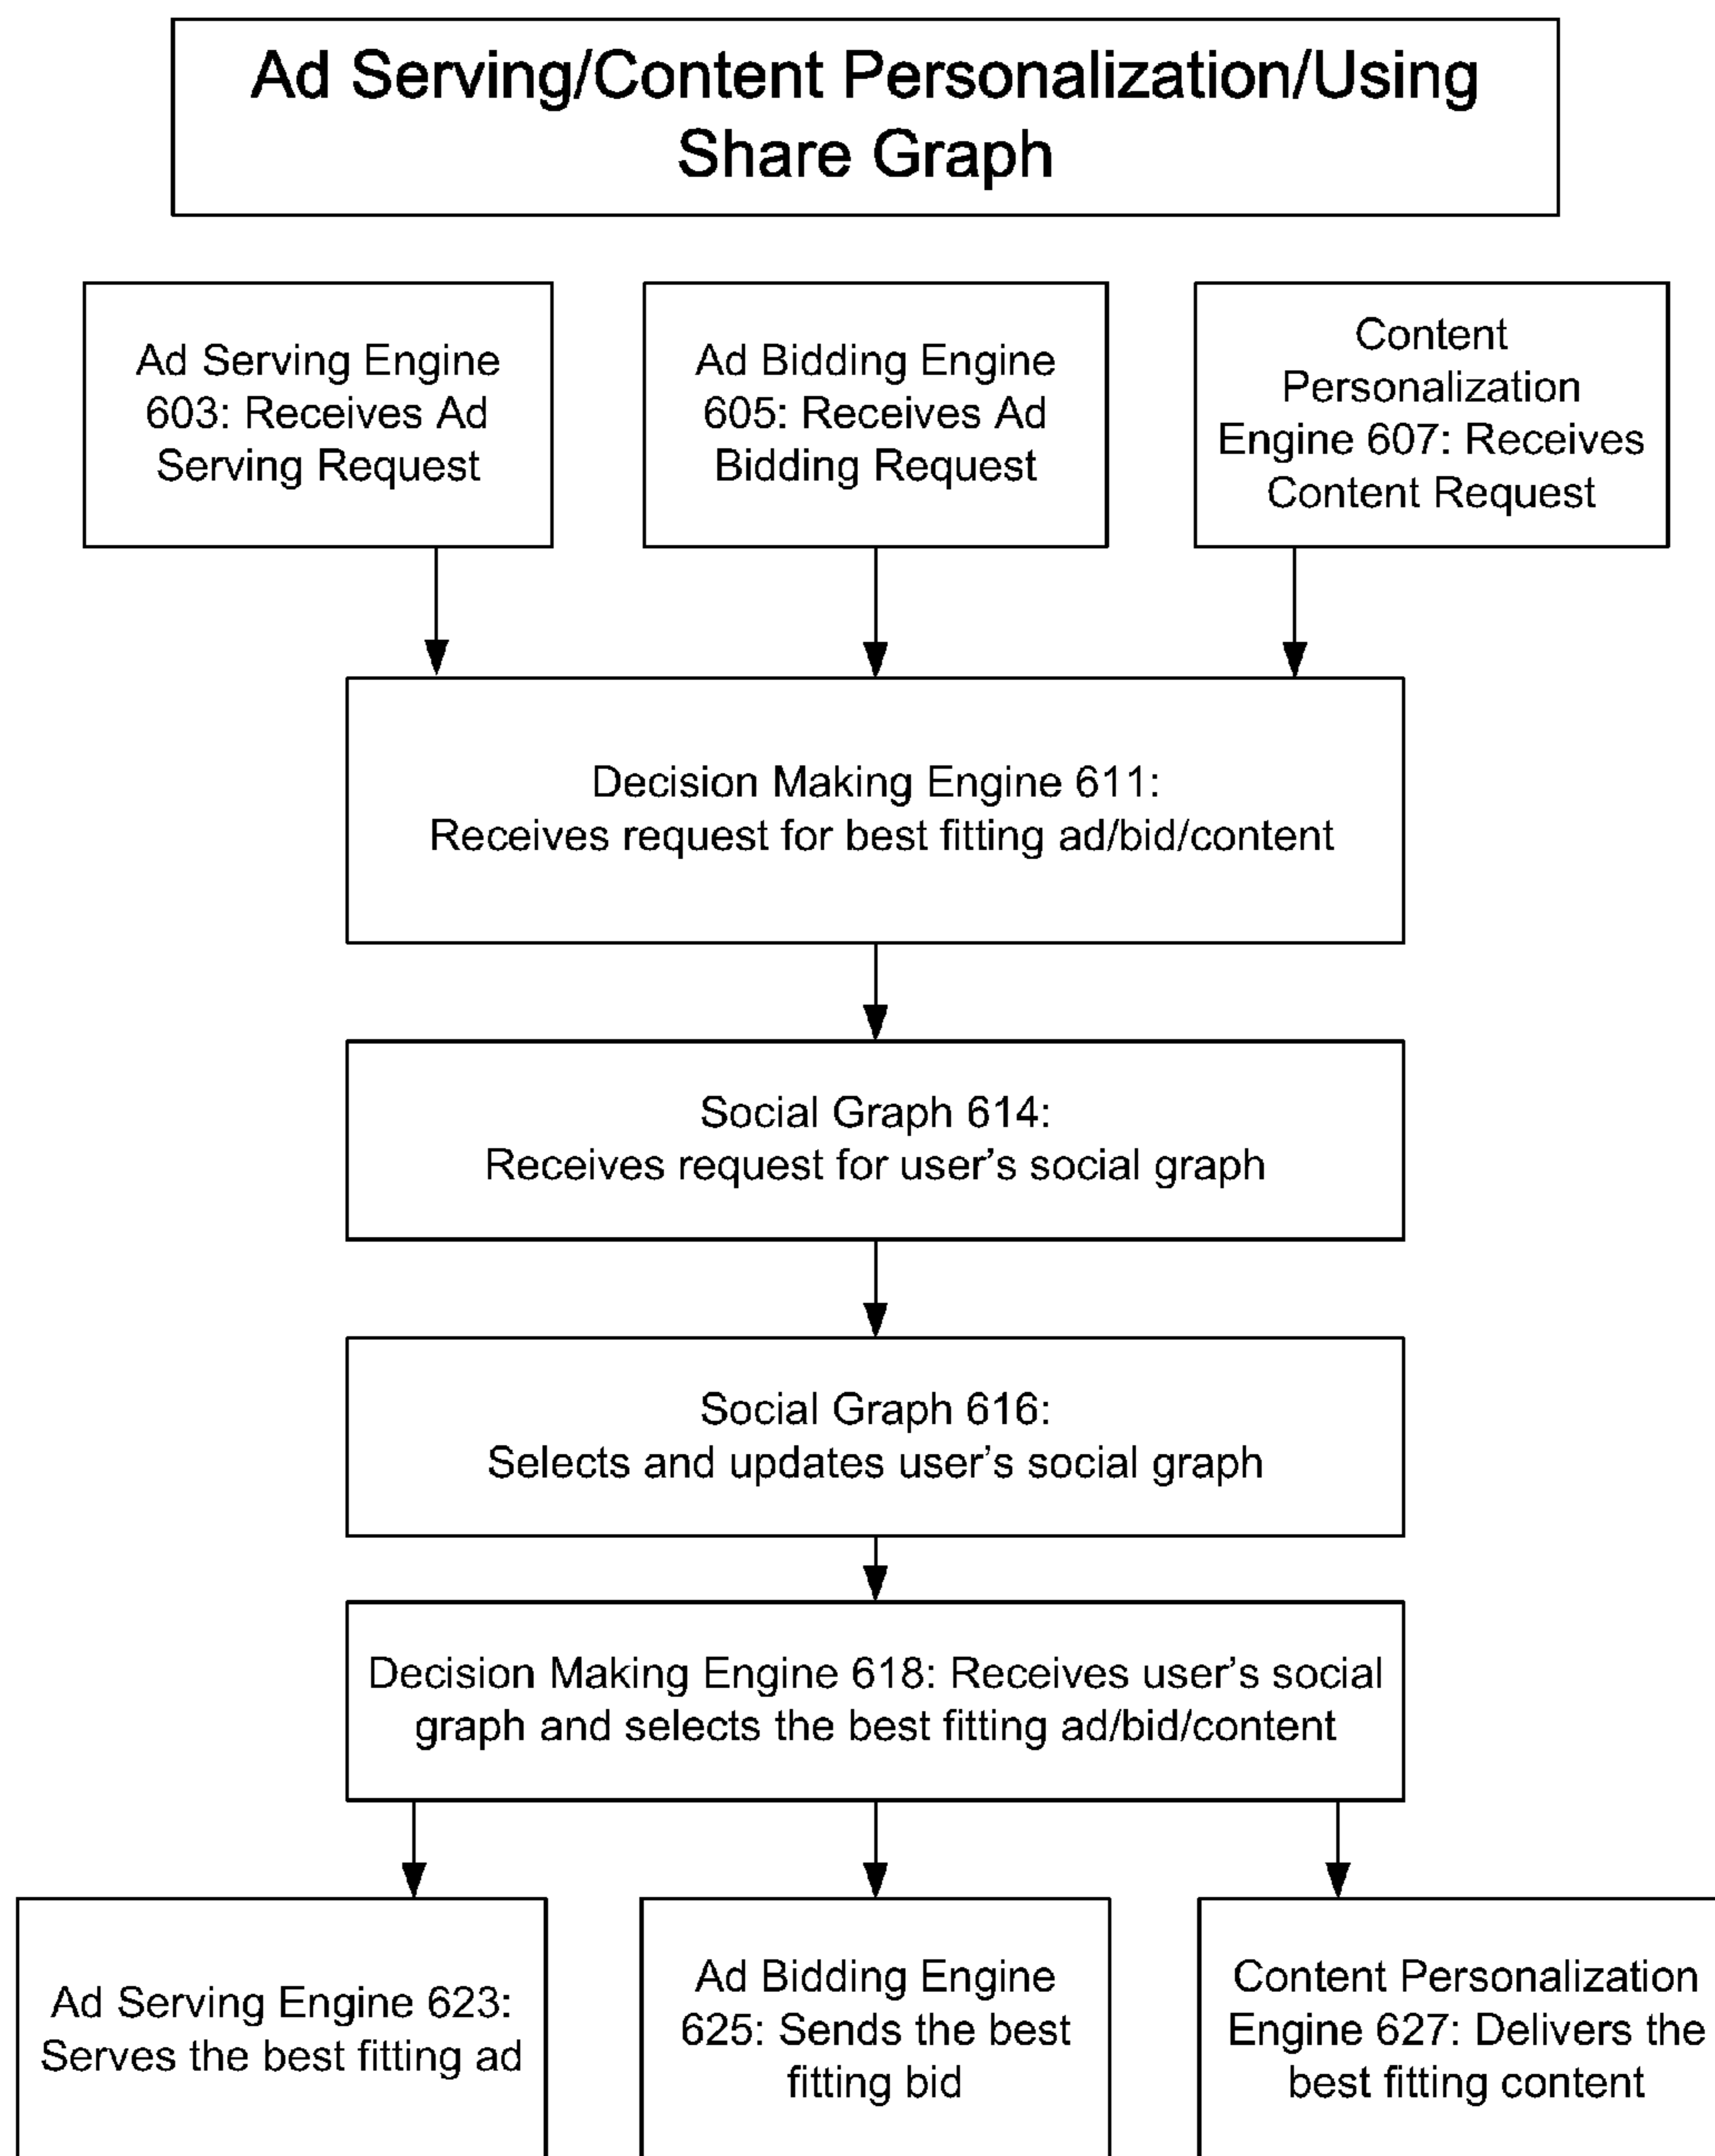 Ad Serving/Content Personalization/Using
Share Graph
Ad Serving Engine
603: Receives Ad
Serving Request
Ad Bidding Engine
605: Receives Ad
Bidding Request
Content
Personalization
Engine 607: Receives
Content Request
Decision Making Engine 611:
Receives request for best fitting ad/bid/content
Social Graph 614:
Receives request for user’s social graph
Social Graph 616:
Selects and updates user’s social graph
Decision Making Engine 618: Receives user’s social
graph and selects the best fitting ad/bid/content
Ad Serving Engine 623:
Serves the best fitting ad
Ad Bidding Engine
625: Sends the best
fitting bid
Content Personalization
Engine 627: Delivers the
best fitting content